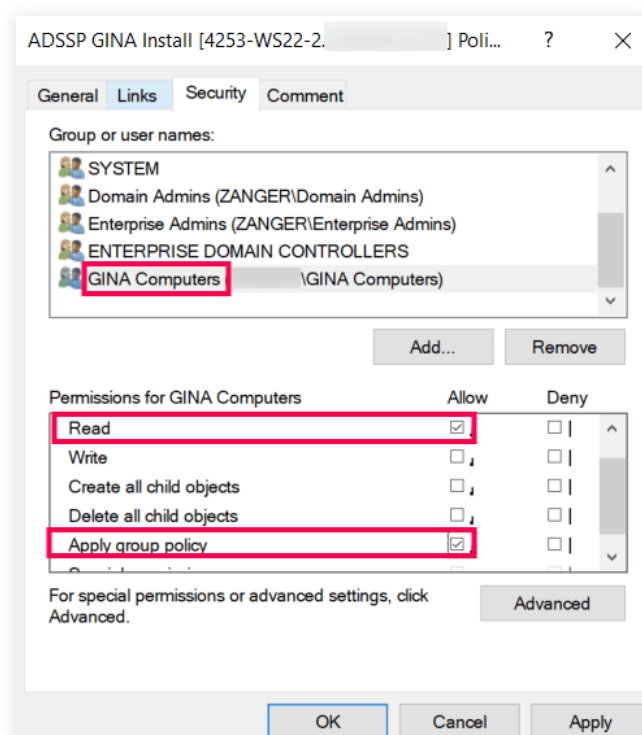 ADSSP GINA Install [4253-WS22-2. ] Poli... ?
General Links Security Comment
Group or user names:
SYSTEM
Domain Admins (ZANGER\Domain Admins)
Enterprise Admins (ZANGER\Enterprise Admins)
ENTERPRISE DOMAIN CONTROLLERS
GINA Computers ( \GINA Computers)
Add... Remove
Permissions for GINA Computers Allow Deny
Read
Write
Create all child objects
Delete all child objects
Apply group policy
For special permissions or advanced settings, click
Advanced.
Advanced
OK Cancel Apply